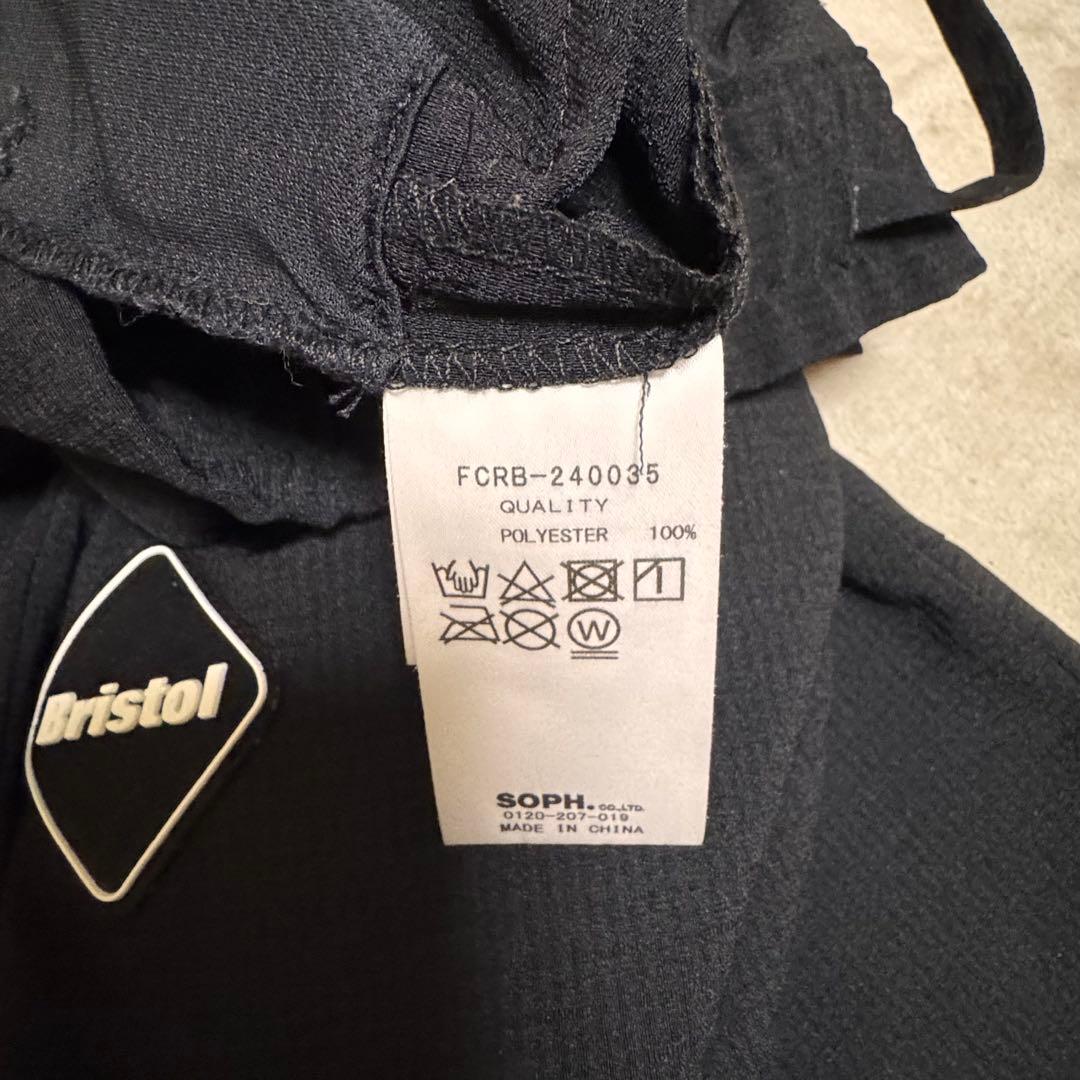 FCRB-240035
QUALITY
POLYESTER 100%
W
Bristol
SOPH. CO.,LTD.
0120-207-019
MADE IN CHINA